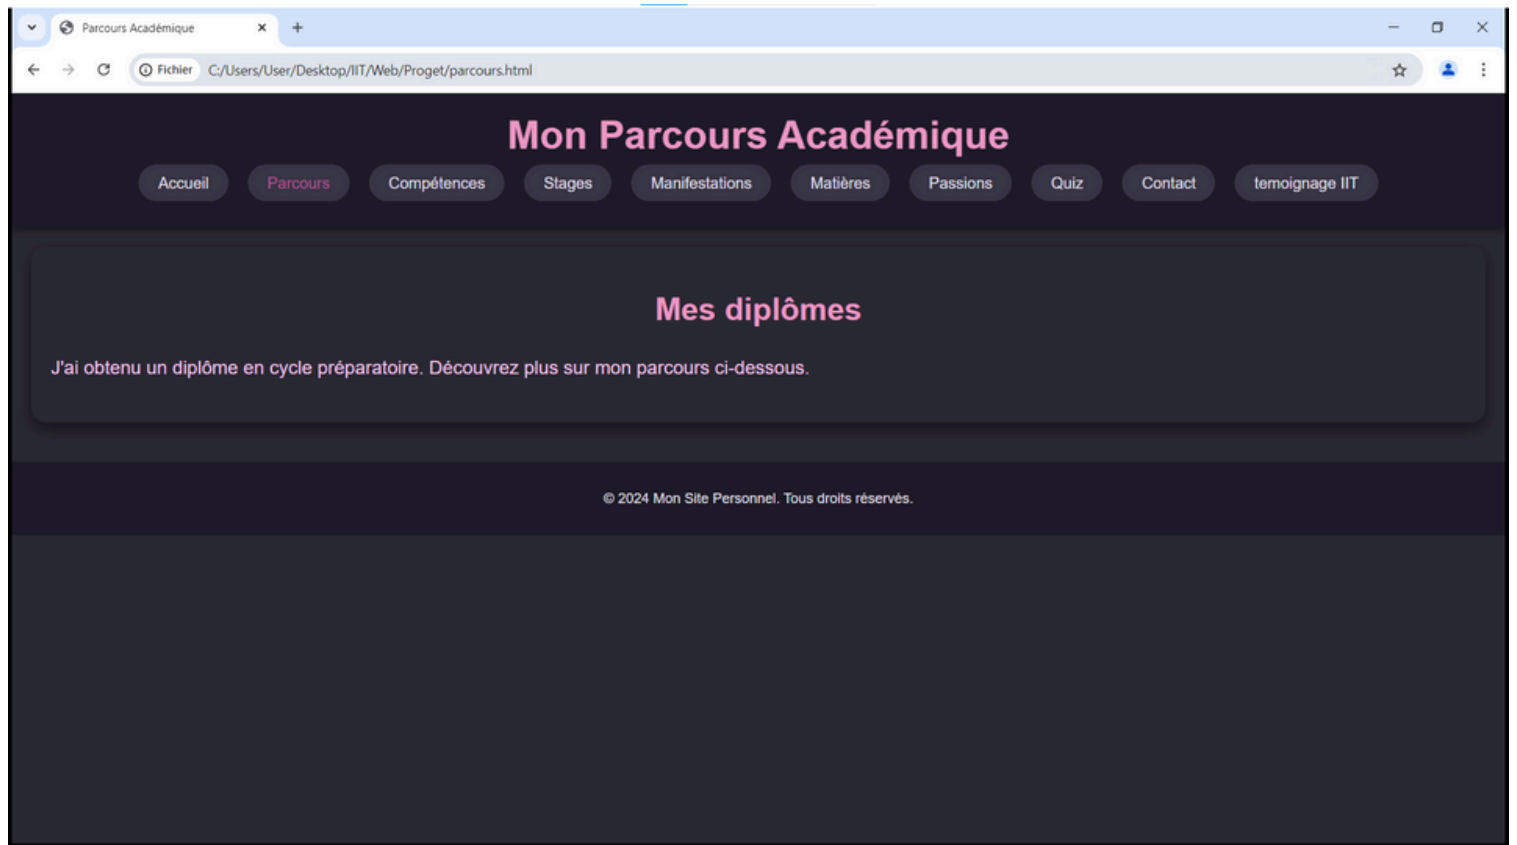 Parcours Académique
Fichier C:/Users/User/Desktop/IIT/Web/Proget/parcours.html
Mon Parcours Académique
Accueil Parcours Compétences Stages Manifestations Matières Passions Quiz Contact temoignage IIT
Mes diplômes
J'ai obtenu un diplôme en cycle préparatoire. Découvrez plus sur mon parcours ci-dessous.
© 2024 Mon Site Personnel. Tous droits réservés.